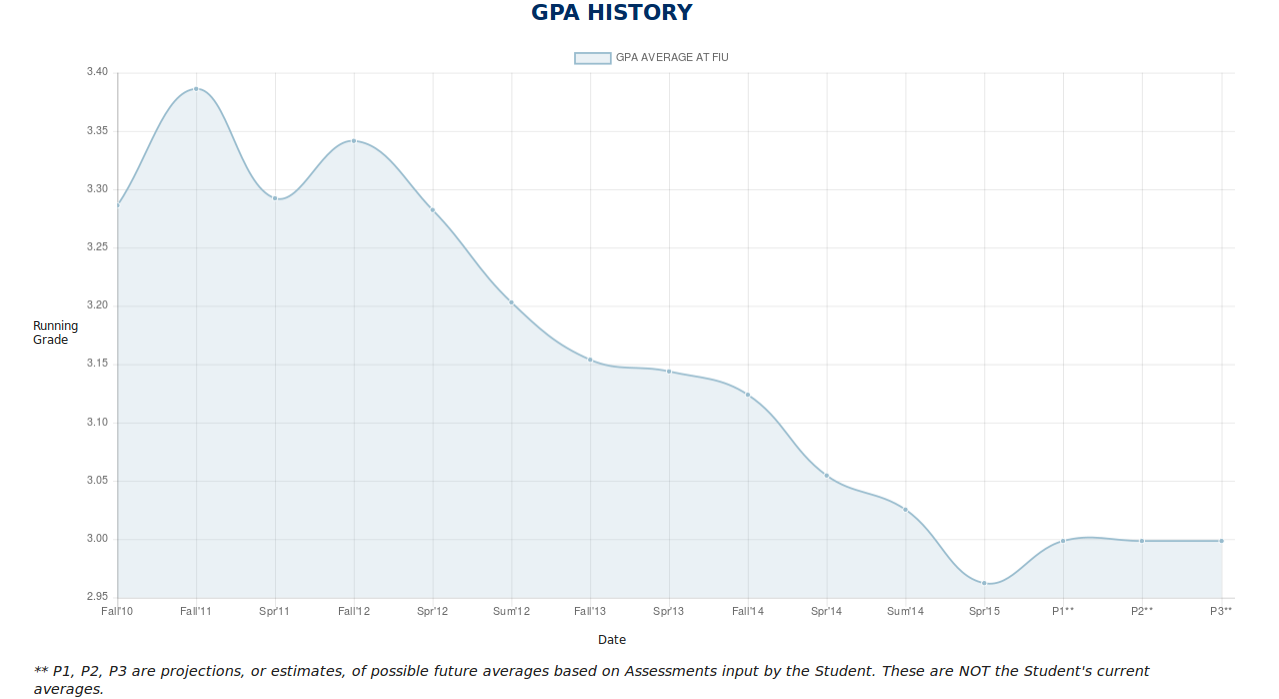 GPA HISTORY
GPA AVERAGE AT FIU
3.40
3.35
3.30
3.25
3.20
3.15
3.10
3.05
3.00
2.95
Running
Grade
Fall'10 Fall'11 Spr'11 Fall'12 Spr'12 Sum'12 Fall'13 Spr'13 Fall'14 Spr'14 Sum'14 Spr'15 P1** P2** P3**
Date
** P1, P2, P3 are projections, or estimates, of possible future averages based on Assessments input by the Student. These are NOT the Student's current
averages.